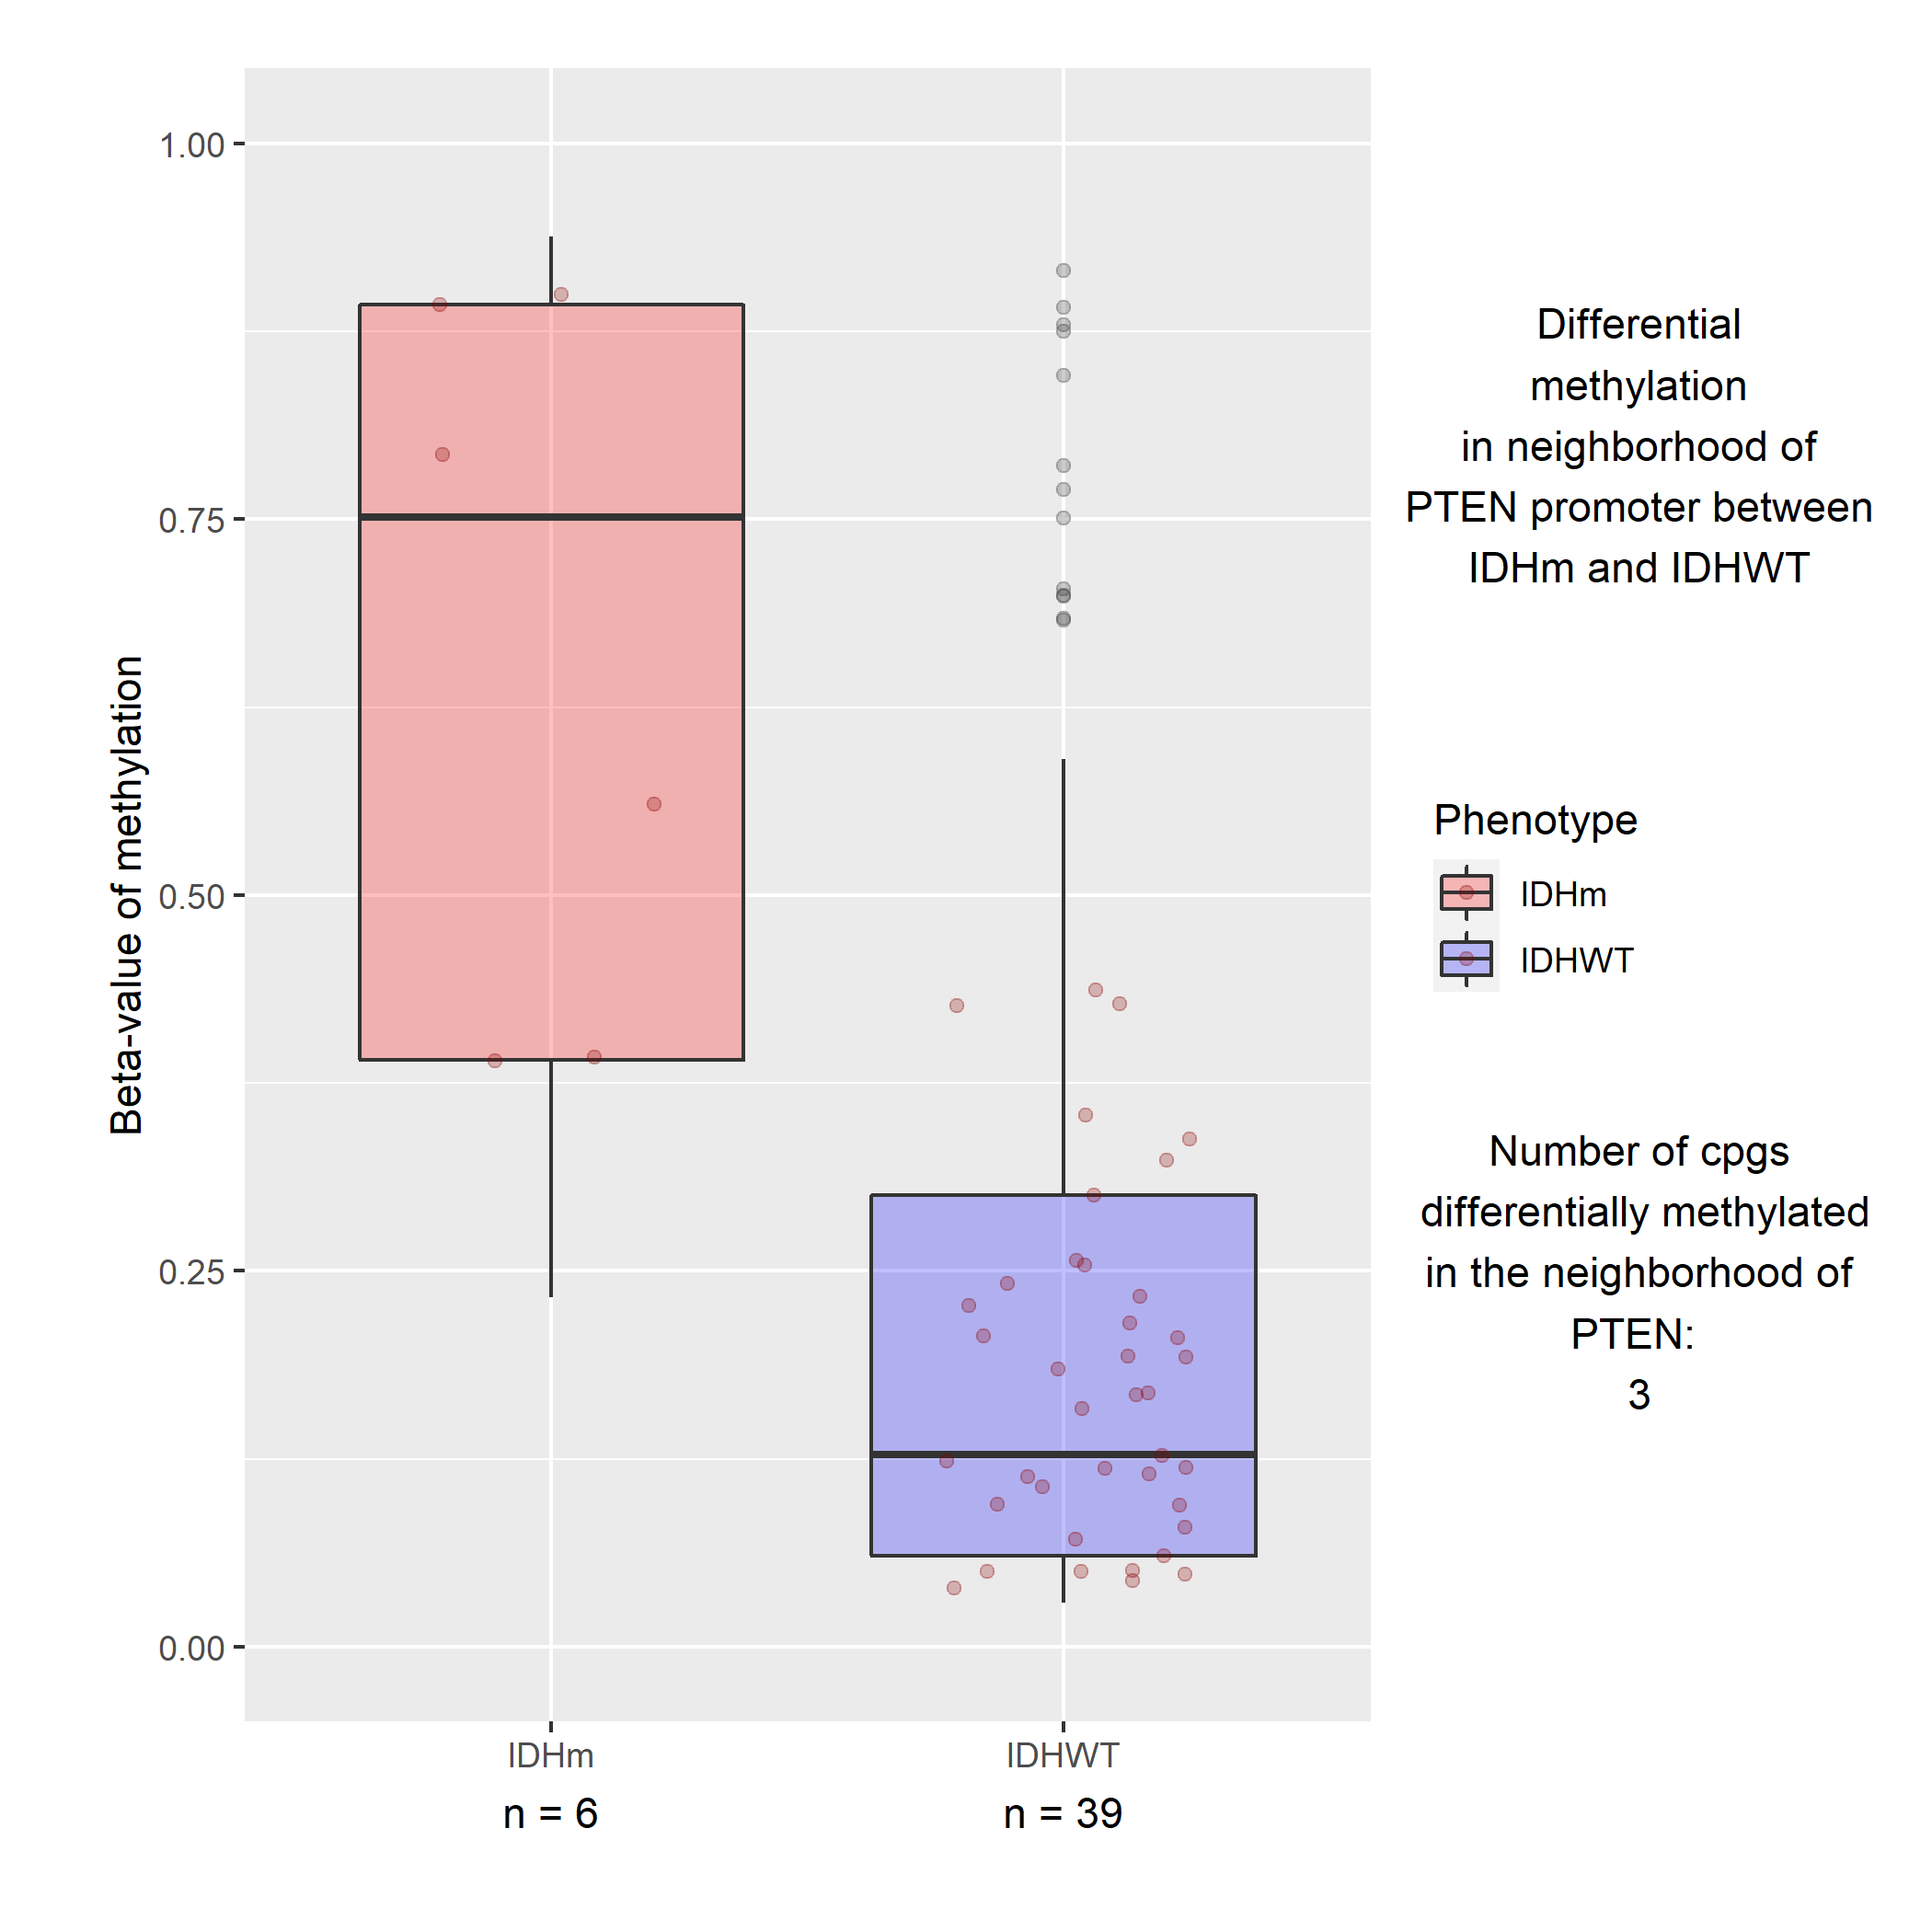 1.00
0.75
0.50
0.25
0.00
Beta-value of methylation
IDHm
IDHWT
n = 6
n = 39
Differential
methylation
in neighborhood of
PTEN promoter between
IDHm and IDHWT
Phenotype
IDHm
IDHWT
Number of cpgs
differentially methylated
in the neighborhood of
PTEN:
3